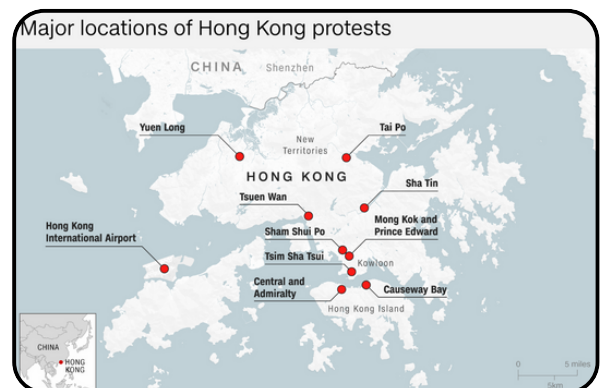 Major locations of Hong Kong protests
CHINA
Shenzhen
Yuen Long
Tai Po
New
Territories
HONG KONG
Sha Tin
Tsuen Wan
Mong Kok and
Prince Edward
Hong Kong
International Airport
Sham Shui Po
Tsim Sha Tsui
Kowloon
Central and
Admiralty
Causeway Bay
Hong Kong Island
CHINA
HONG
KONG
0
5 miles
5km